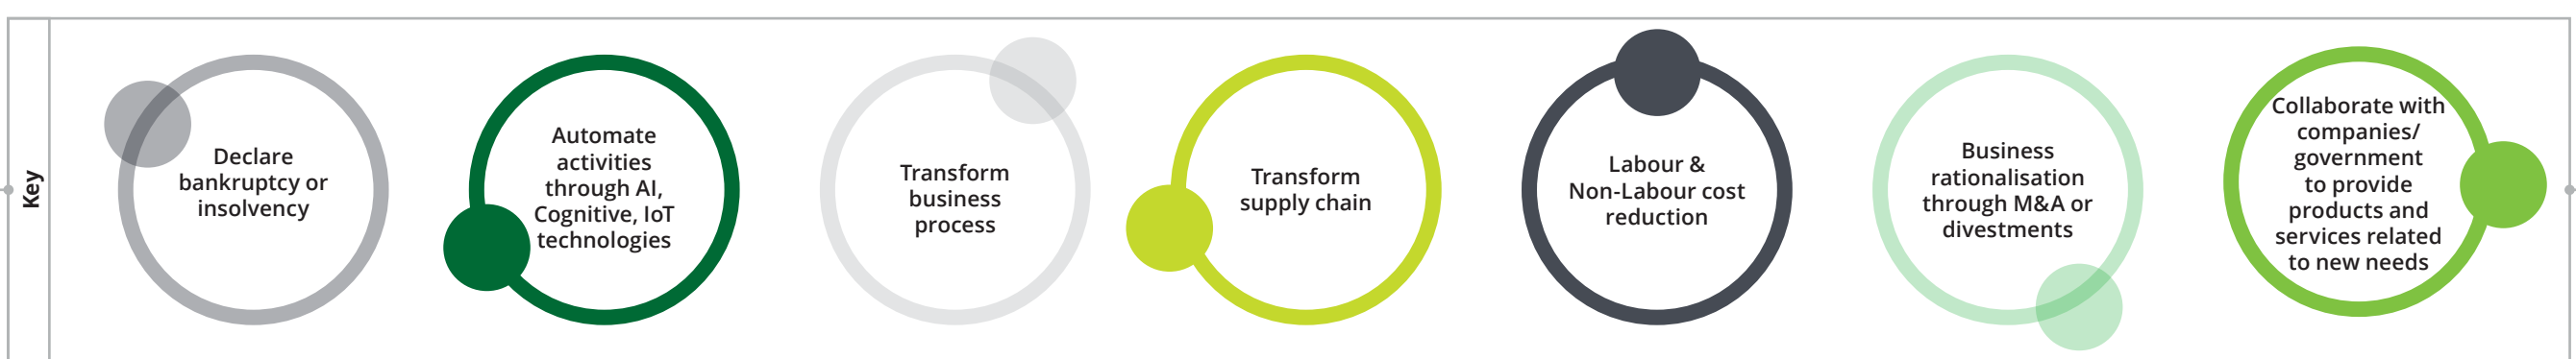 Key
Declare
bankruptcy or
insolvency
Automate
activities
through AI,
Cognitive, IoT
technologies
Transform
business
process
Transform
supply chain
Labour &
Non-Labour cost
reduction
Business
rationalisation
through M&A or
divestments
Collaborate with
companies/
government
to provide
products and
services related
to new needs